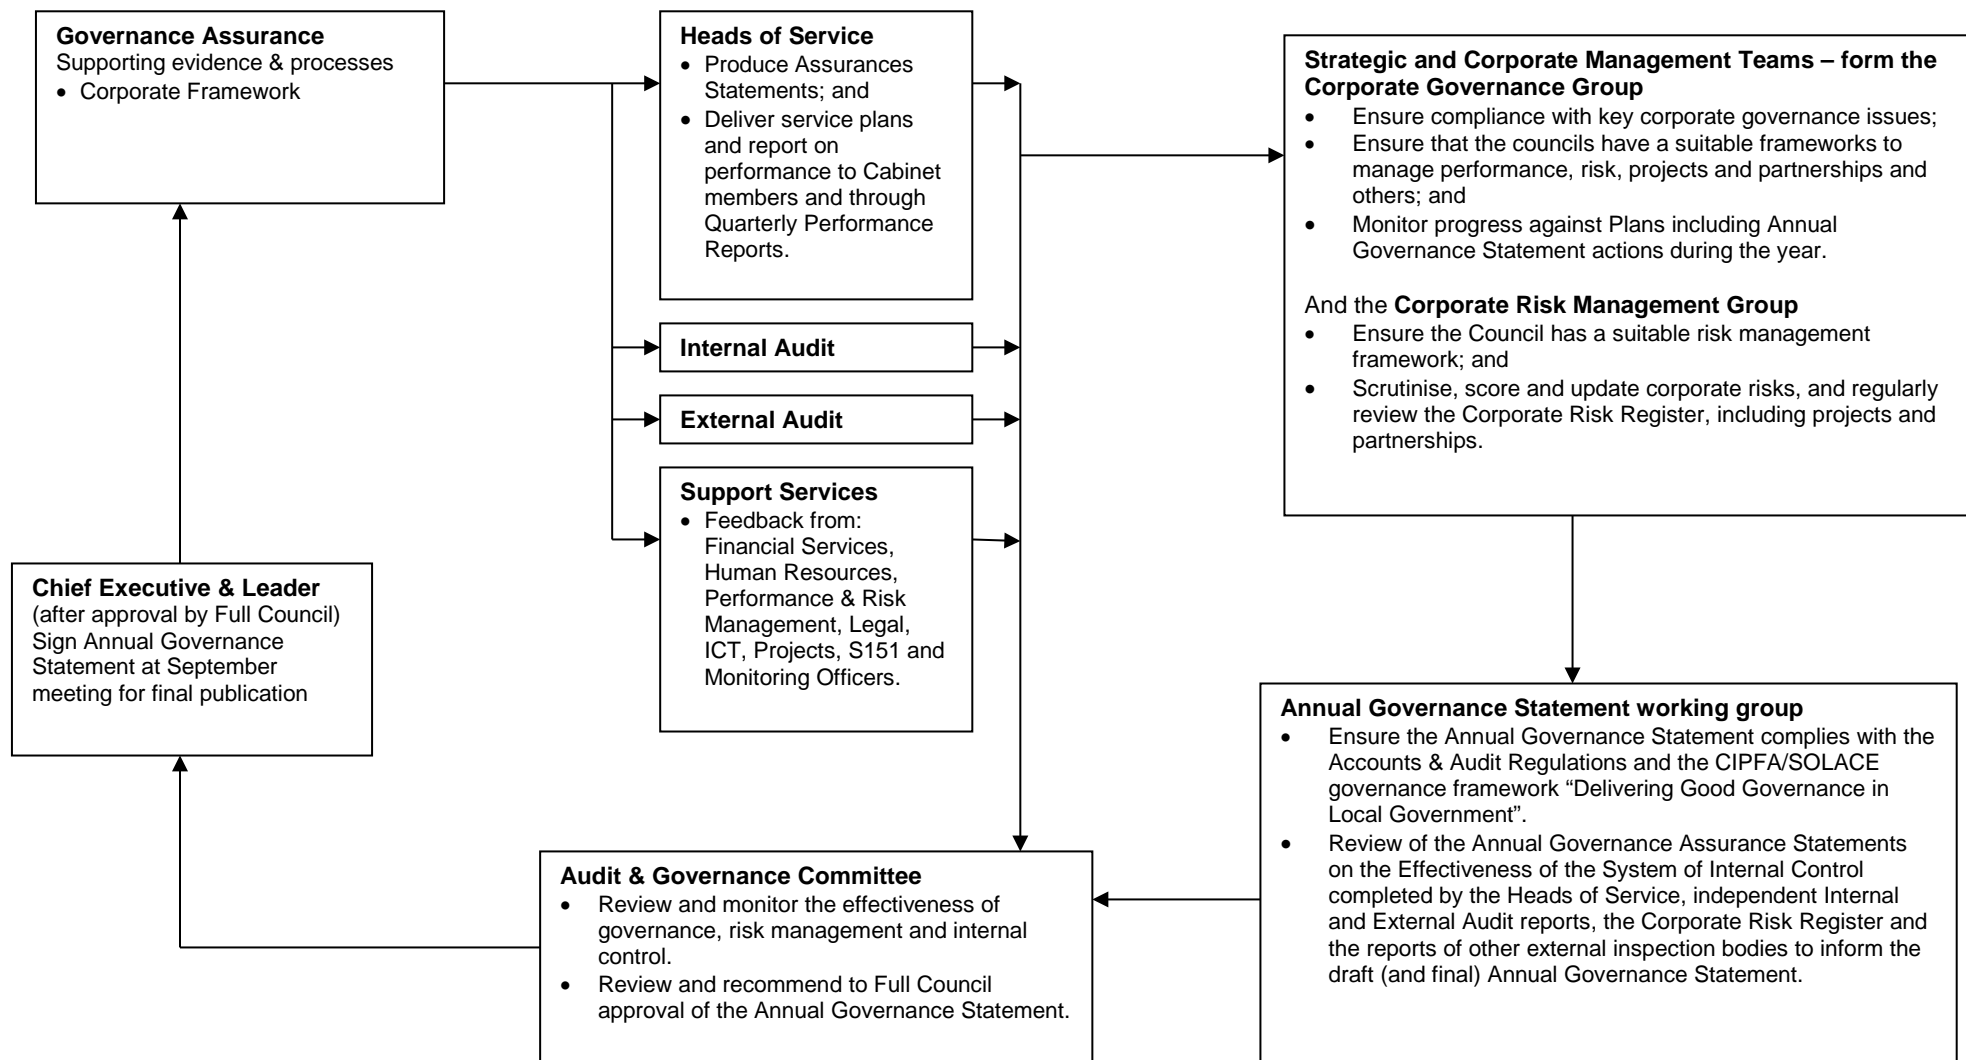 Governance Assurance
Supporting evidence & processes
• Corporate Framework
Heads of Service
• Produce Assurances
Statements; and
• Deliver service plans
and report on
performance to Cabinet
members and through
Quarterly Performance
Reports.
Internal Audit
External Audit
Support Services
• Feedback from:
Financial Services,
Human Resources,
Performance & Risk
Management, Legal,
ICT, Projects, S151 and
Monitoring Officers.
Strategic and Corporate Management Teams – form the
Corporate Governance Group
• Ensure compliance with key corporate governance issues;
• Ensure that the councils have a suitable frameworks to
manage performance, risk, projects and partnerships and
others; and
• Monitor progress against Plans including Annual
Governance Statement actions during the year.
And the Corporate Risk Management Group
• Ensure the Council has a suitable risk management
framework; and
• Scrutinise, score and update corporate risks, and regularly
review the Corporate Risk Register, including projects and
partnerships.
Annual Governance Statement working group
• Ensure the Annual Governance Statement complies with the
Accounts & Audit Regulations and the CIPFA/SOLACE
governance framework “Delivering Good Governance in
Local Government”.
• Review of the Annual Governance Assurance Statements
on the Effectiveness of the System of Internal Control
completed by the Heads of Service, independent Internal
and External Audit reports, the Corporate Risk Register and
the reports of other external inspection bodies to inform the
draft (and final) Annual Governance Statement.
Audit & Governance Committee
• Review and monitor the effectiveness of
governance, risk management and internal
control.
• Review and recommend to Full Council
approval of the Annual Governance Statement.
Chief Executive & Leader
(after approval by Full Council)
Sign Annual Governance
Statement at September
meeting for final publication